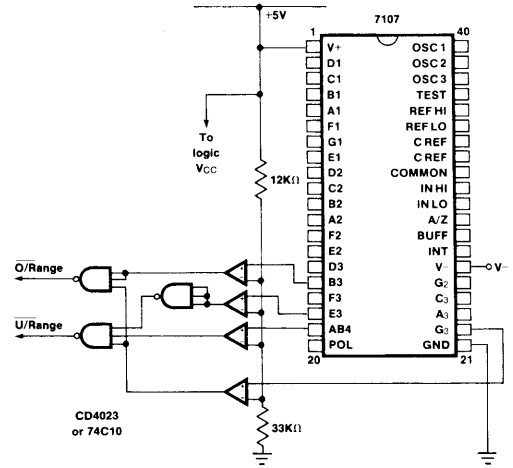 +5V
7107
1
40
V+
D1
C1
B1
A1
F1
G1
E1
D2
C2
B2
A2
F2
E2
D3
B3
F3
E3
AB4
POL
20
OSC 1
OSC 2
OSC 3
TEST
REF HI
REF LO
C REF
C REF
COMMON
IN HI
IN LO
A/Z
BUFF
INT
V−
G2
C3
A3
G3
GND
21
V−
To
logic
VCC
12KΩ
O/Range
U/Range
33KΩ
CD4023
or 74C10